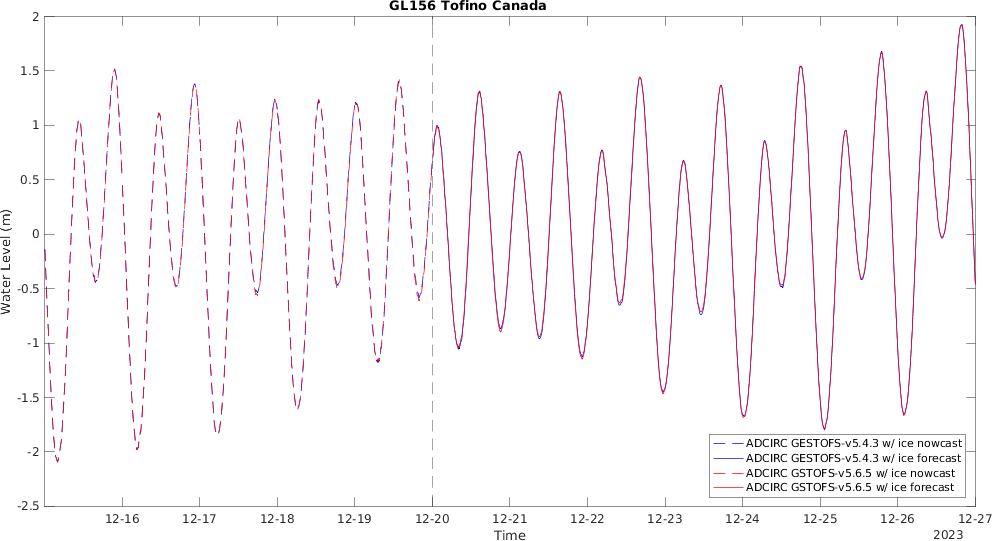 GL156 Tofino Canada
2
1.5
1
0.5
0
-0.5
-1
-1.5
-2
-2.5
Water Level (m)
ADCIRC GESTOFS-v5.4.3 w/ ice nowcast
ADCIRC GESTOFS-v5.4.3 w/ ice forecast
ADCIRC GSTOFS-v5.6.5 w/ ice nowcast
ADCIRC GSTOFS-v5.6.5 w/ ice forecast
12-16 12-17 12-18 12-19 12-20 12-21 12-22 12-23 12-24 12-25 12-26 12-27
Time
2023